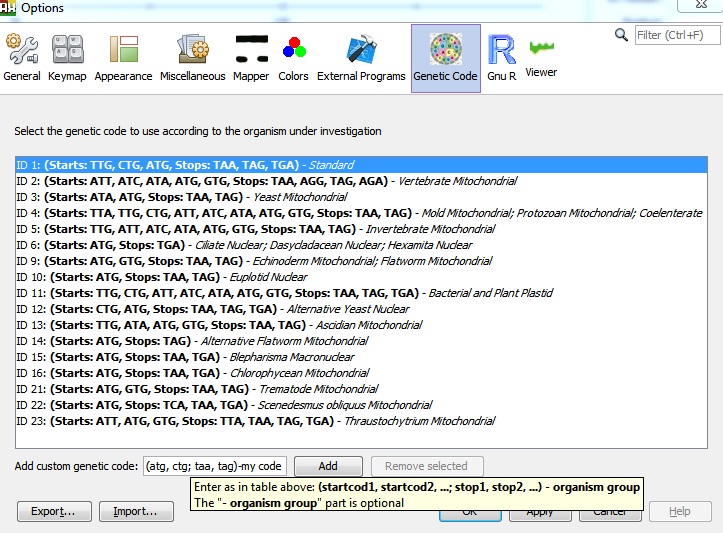 Options
Filter (Ctrl+F)
General Keymap Appearance Miscellaneous Mapper Colors External Programs Genetic Code Gnu R Viewer
Select the genetic code to use according to the organism under investigation
ID 1: (Starts: TTG, CTG, ATG, Stops: TAA, TAG, TGA) - Standard
ID 2: (Starts: ATT, ATC, ATA, ATG, GTG, Stops: TAA, AGG, TAG, AGA) - Vertebrate Mitochondrial
ID 3: (Starts: ATA, ATG, Stops: TAA, TAG) - Yeast Mitochondrial
ID 4: (Starts: TTA, TTG, CTG, ATT, ATC, ATA, ATG, GTG, Stops: TAA, TAG) - Mold Mitochondrial; Protozoan Mitochondrial; Coelenterate
ID 5: (Starts: TTG, ATT, ATC, ATA, ATG, GTG, Stops: TAA, TAG) - Invertebrate Mitochondrial
ID 6: (Starts: ATG, Stops: TGA) - Ciliate Nuclear; Dasycladacean Nuclear; Hexamita Nuclear
ID 9: (Starts: ATG, GTG, Stops: TAA, TAG) - Echinoderm Mitochondrial; Flatworm Mitochondrial
ID 10: (Starts: ATG, Stops: TAA, TAG) - Euplotid Nuclear
ID 11: (Starts: TTG, CTG, ATT, ATC, ATA, ATG, GTG, Stops: TAA, TAG, TGA) - Bacterial and Plant Plastid
ID 12: (Starts: CTG, ATG, Stops: TAA, TAG, TGA) - Alternative Yeast Nuclear
ID 13: (Starts: TTG, ATA, ATG, GTG, Stops: TAA, TAG) - Ascidian Mitochondrial
ID 14: (Starts: ATG, Stops: TAG) - Alternative Flatworm Mitochondrial
ID 15: (Starts: ATG, Stops: TAA, TGA) - Blepharisma Macronuclear
ID 16: (Starts: ATG, Stops: TAA, TGA) - Chlorophycean Mitochondrial
ID 21: (Starts: ATG, GTG, Stops: TAA, TAG) - Trematode Mitochondrial
ID 22: (Starts: ATG, Stops: TCA, TAA, TGA) - Scenedesmus obliquus Mitochondrial
ID 23: (Starts: ATT, ATG, GTG, Stops: TTA, TAA, TAG, TGA) - Thraustochytrium Mitochondrial
Add custom genetic code: (atg, ctg; taa, tag)-my code Add Remove selected
Enter as in table above: (startcod1, startcod2, ...; stop1, stop2, ...) - organism group
The "- organism group" part is optional
Export... Import... OK Apply Cancel Help